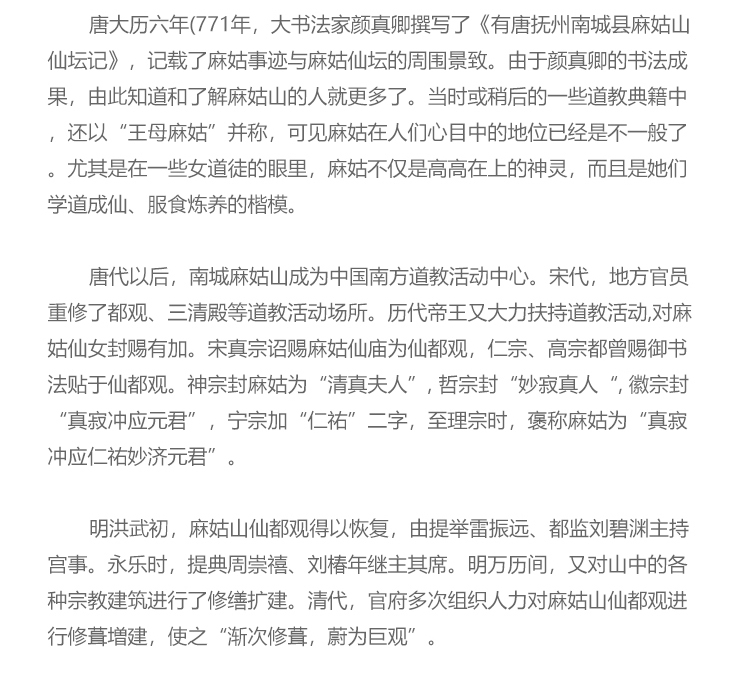 唐大历六年(771年，大书法家颜真卿撰写了《有唐抚州南城县麻姑山
仙坛记》，记载了麻姑事迹与麻姑仙坛的周围景致。由于颜真卿的书法成
果，由此知道和了解麻姑山的人就更多了。当时或稍后的一些道教典籍中
，还以“王母麻姑”并称，可见麻姑在人们心目中的地位已经是不一般了
。尤其是在一些女道徒的眼里，麻姑不仅是高高在上的神灵，而且是她们
学道成仙、服食炼养的楷模。
唐代以后，南城麻姑山成为中国南方道教活动中心。宋代，地方官员
重修了都观、三清殿等道教活动场所。历代帝王又大力扶持道教活动,对麻
姑仙女封赐有加。宋真宗诏赐麻姑仙庙为仙都观，仁宗、高宗都曾赐御书
法贴于仙都观。神宗封麻姑为“清真夫人”,哲宗封“妙寂真人“,徽宗封
“真寂冲应元君”，宁宗加“仁祐”二字，至理宗时，褒称麻姑为“真寂
冲应仁祐妙济元君”。
明洪武初，麻姑山仙都观得以恢复，由提举雷振远、都监刘碧渊主持
宫事。永乐时，提典周崇禧、刘椿年继主其席。明万历间，又对山中的各
种宗教建筑进行了修缮扩建。清代，官府多次组织人力对麻姑山仙都观进
行修葺增建，使之“渐次修葺，蔚为巨观”。